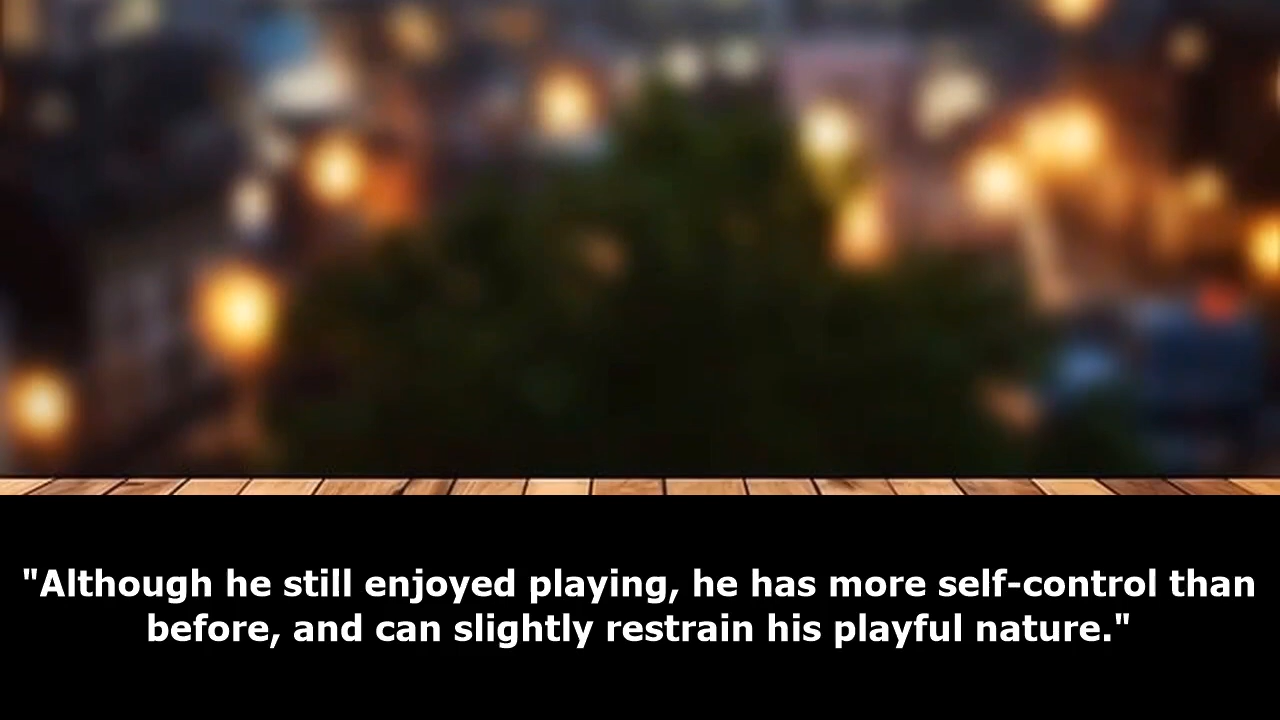 "Although he still enjoyed playing, he has more self-control than
before, and can slightly restrain his playful nature."